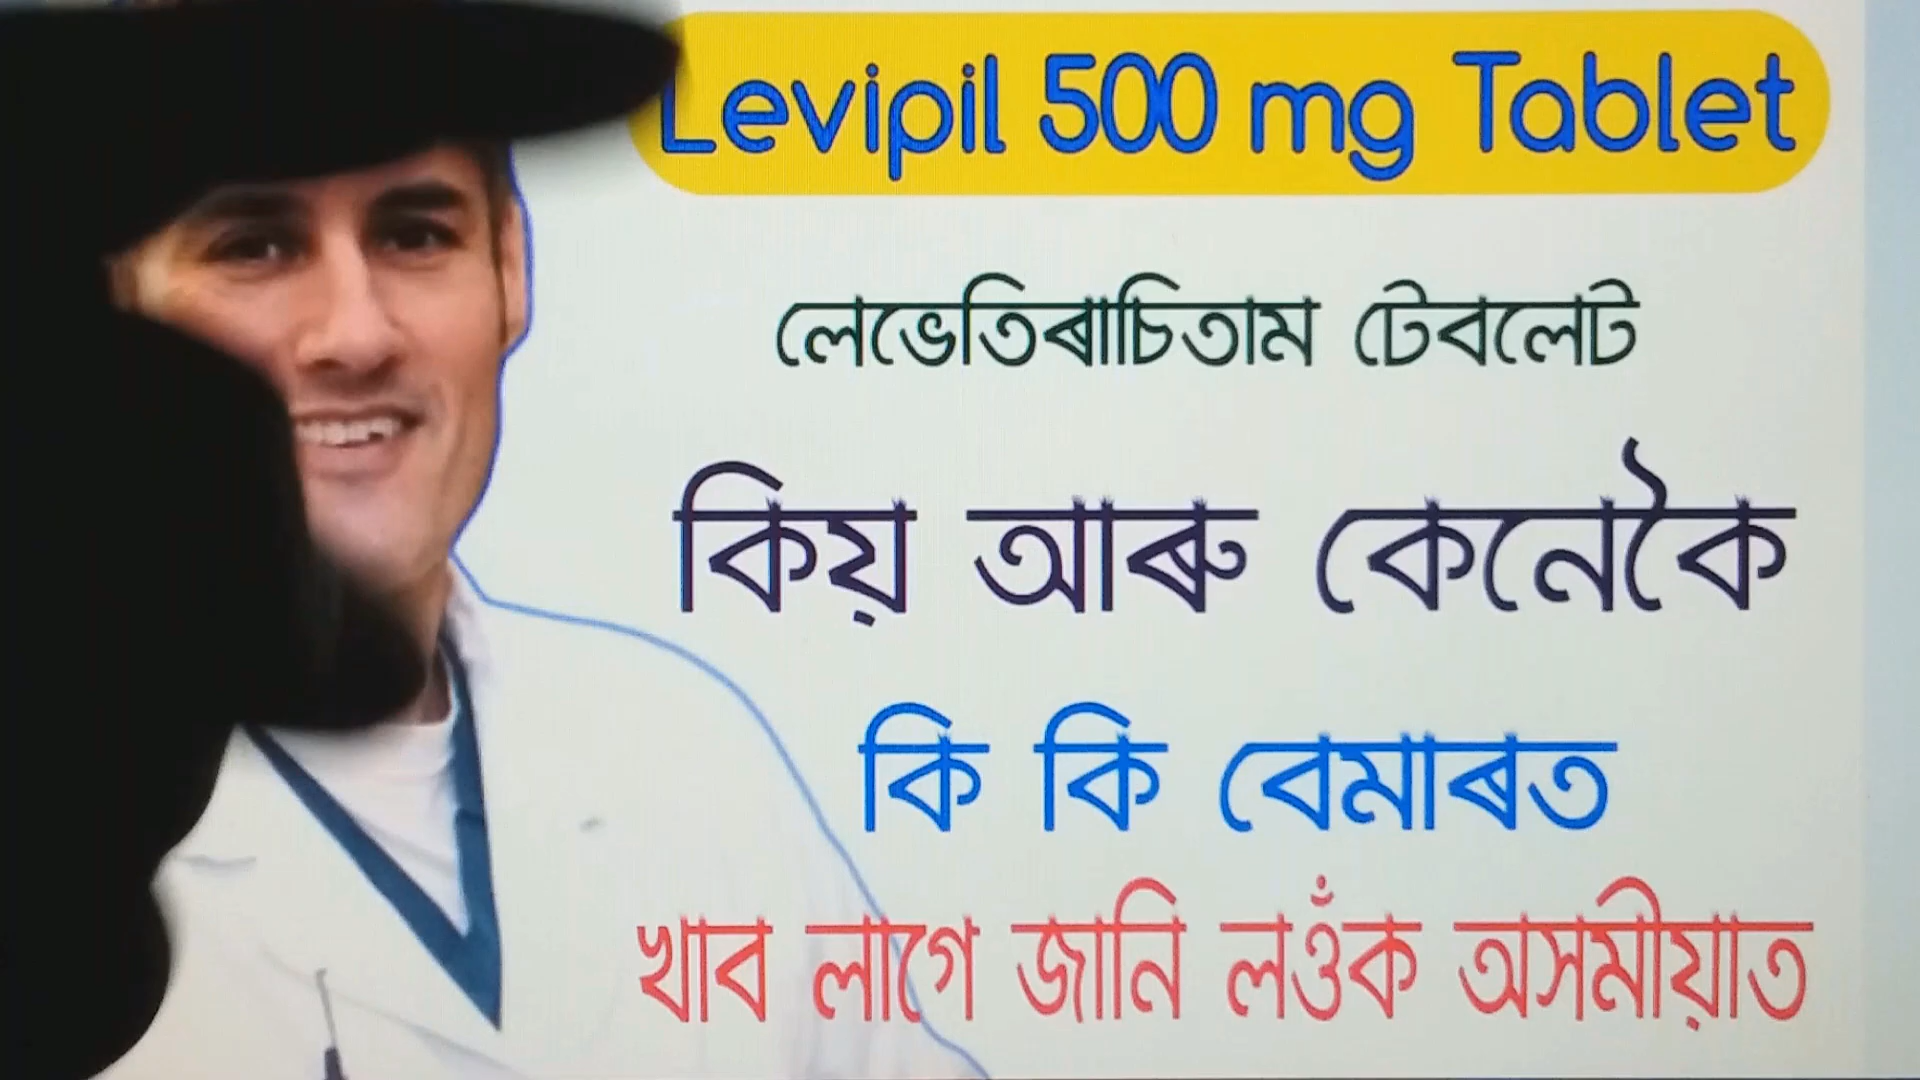 Levipil 500 mg Tablet
লেভেতিৰাচিতাম টেবলেট
কিয় আৰু কেনেকৈ
কি কি বেমাৰত
খাব লাগে জানি লওঁক অসমীয়াত